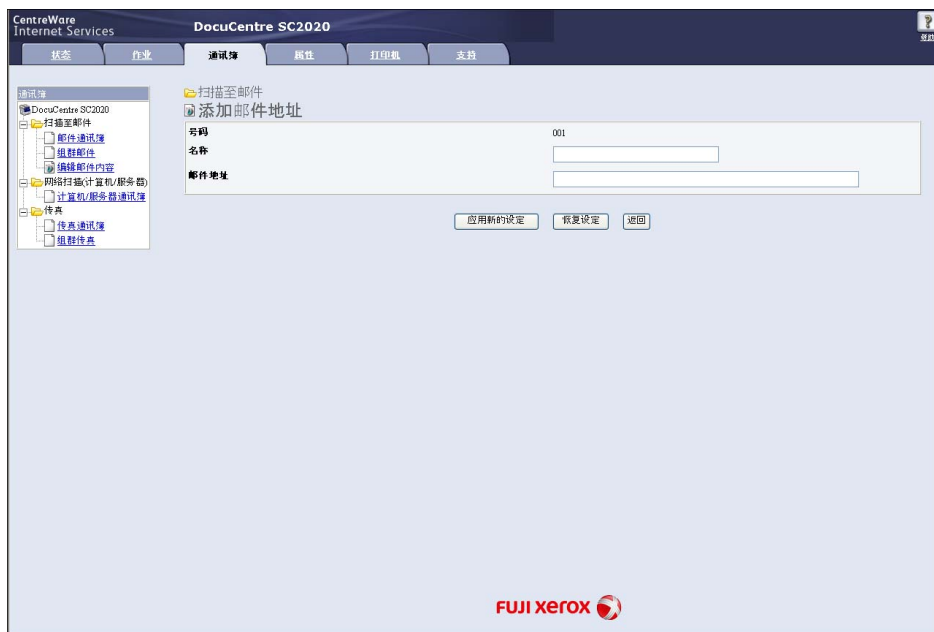 CentreWare
Internet Services
DocuCentre SC2020
状态 作业 通讯簿 属性 打印机 支持
通讯簿
DocuCentre SC2020
扫描至邮件
邮件通讯簿
组群邮件
编辑邮件内容
网络扫描(计算机/服务器)
计算机/服务器通讯簿
传真
传真通讯簿
组群传真
扫描至邮件
添加邮件地址
号码 001
名称
邮件地址
应用新的设定 恢复设定 返回
FUJI xerox